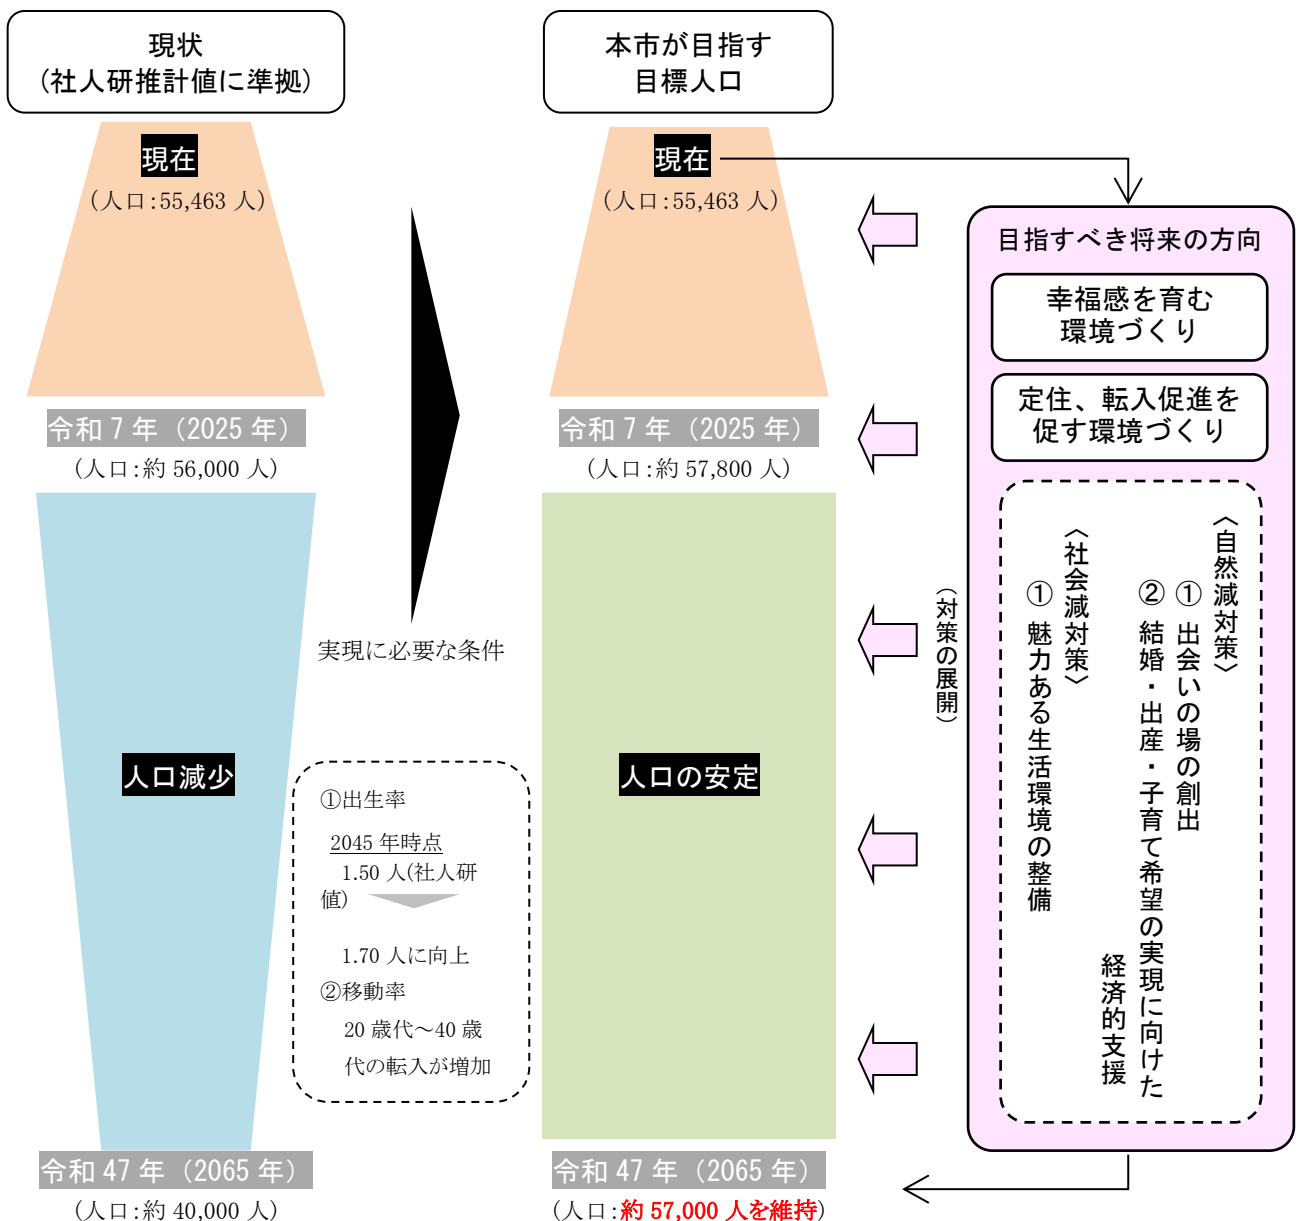 現状
(社人研推計値に準拠)
現在
(人口:55,463 人)
令和 7 年（2025 年）
(人口:約 56,000 人)
人口減少
令和 47 年（2065 年）
(人口:約 40,000 人)
実現に必要な条件
①出生率
2045 年時点
1.50 人(社人研
値)
1.70 人に向上
②移動率
20 歳代～40 歳
代の転入が増加
本市が目指す
目標人口
現在
(人口:55,463 人)
令和 7 年（2025 年）
(人口:約 57,800 人)
人口の安定
令和 47 年（2065 年）
(人口:約 57,000 人を維持)
（対策の展開）
目指すべき将来の方向
幸福感を育む
環境づくり
定住、転入促進を
促す環境づくり
〈自然減対策〉
① 出会いの場の創出
② 結婚・出産・子育て希望の実現に向けた
経済的支援
〈社会減対策〉
① 魅力ある生活環境の整備